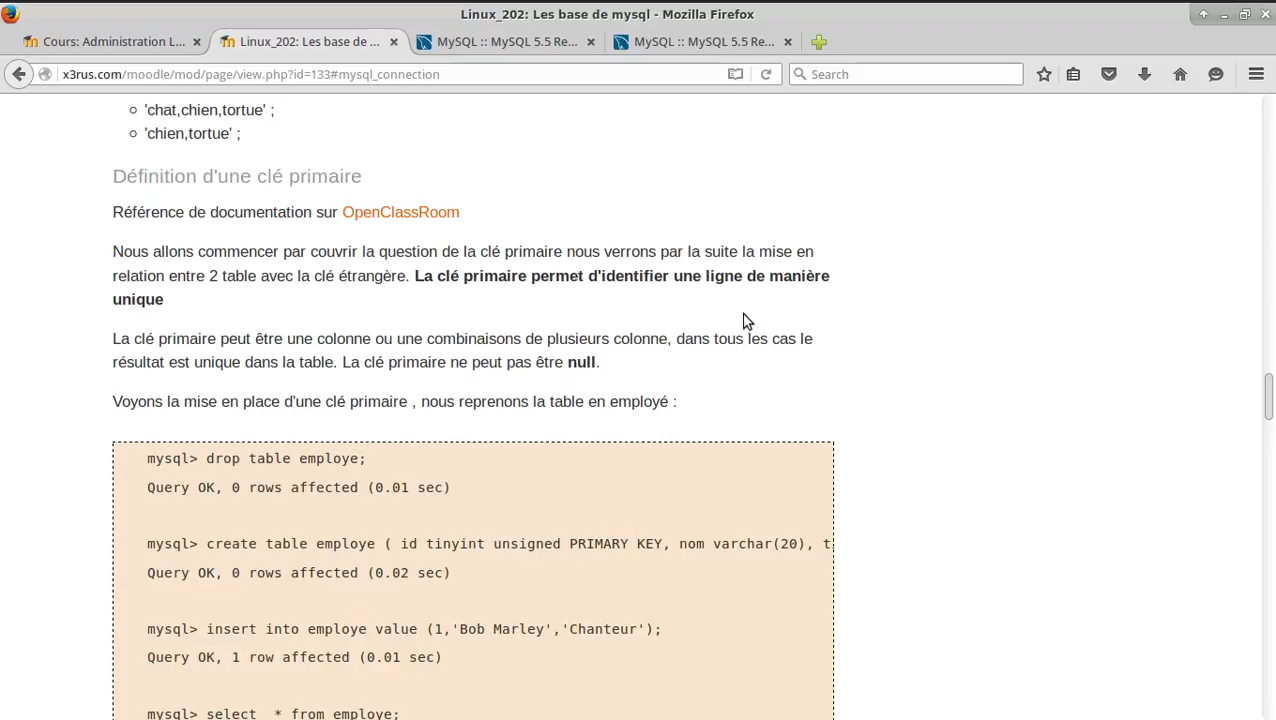 Linux_202: Les base de mysql - Mozilla Firefox
Cours: Administration L...
Linux_202: Les base de ...
MySQL :: MySQL 5.5 Re...
MySQL :: MySQL 5.5 Re...
x3rus.com/moodle/mod/page/view.php?id=133#mysql_connection
Search
'chat,chien,tortue' ;
'chien,tortue' ;
Définition d'une clé primaire
Référence de documentation sur OpenClassRoom
Nous allons commencer par couvrir la question de la clé primaire nous verrons par la suite la mise en
relation entre 2 table avec la clé étrangère. La clé primaire permet d'identifier une ligne de manière
unique
La clé primaire peut être une colonne ou une combinaisons de plusieurs colonne, dans tous les cas le
résultat est unique dans la table. La clé primaire ne peut pas être null.
Voyons la mise en place d'une clé primaire , nous reprenons la table en employé :
mysql> drop table employe;
Query OK, 0 rows affected (0.01 sec)
mysql> create table employe ( id tinyint unsigned PRIMARY KEY, nom varchar(20), t
Query OK, 0 rows affected (0.02 sec)
mysql> insert into employe value (1,'Bob Marley','Chanteur');
Query OK, 1 row affected (0.01 sec)
mysql> select  * from employe;